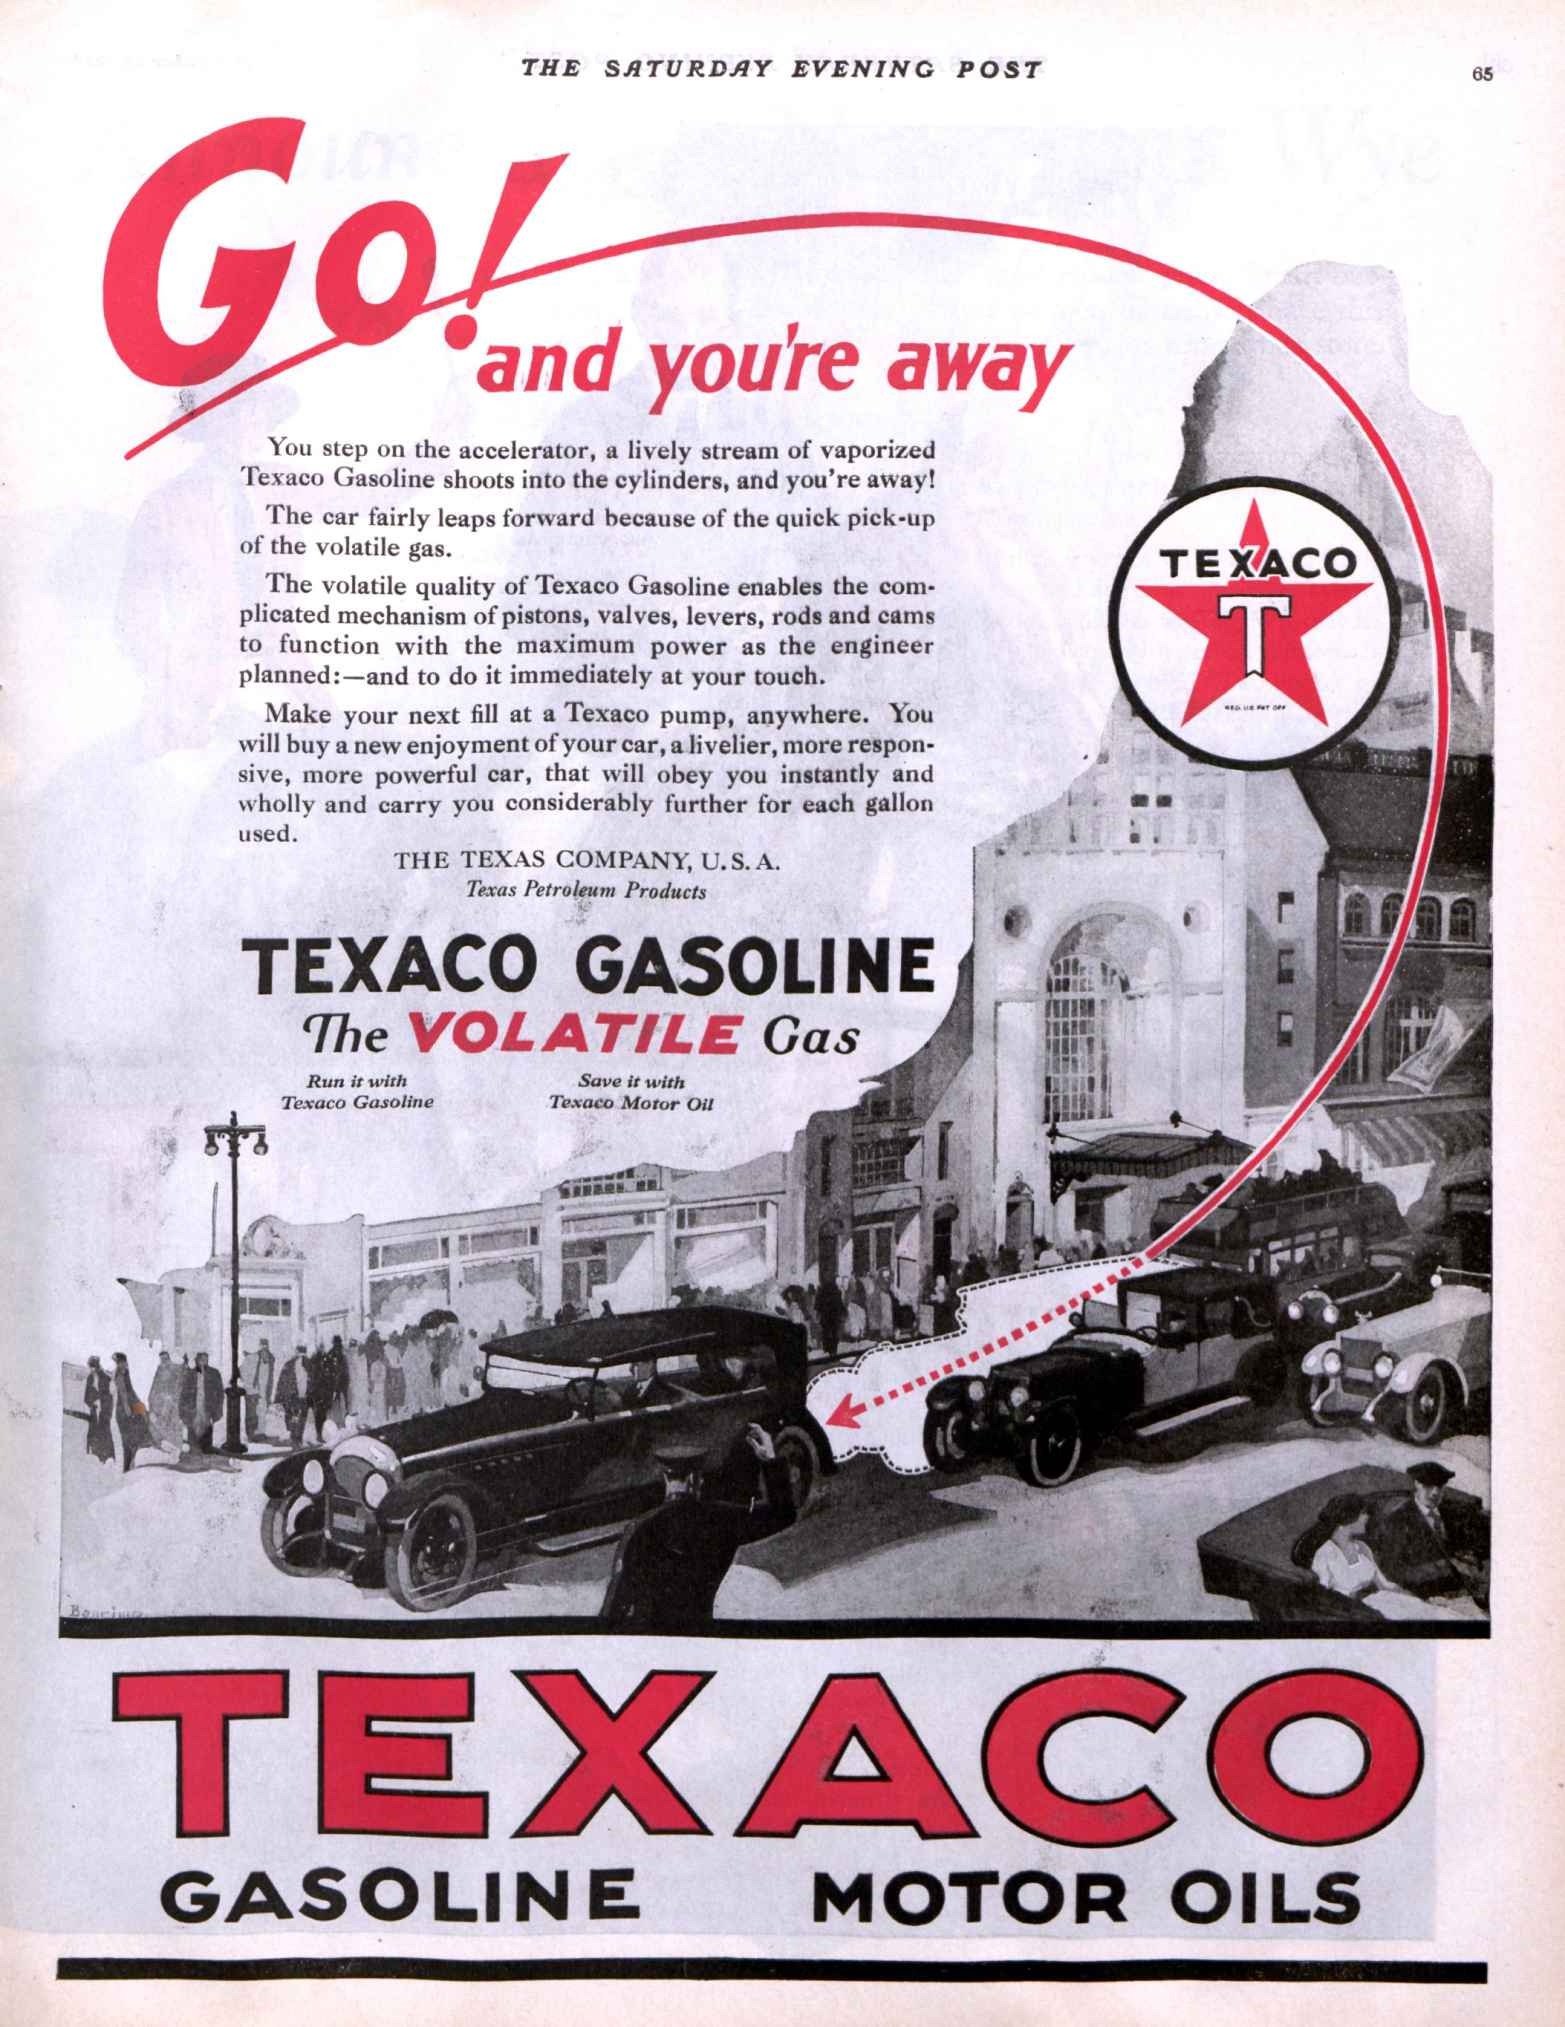 THE SATURDAY EVENING POST
65
Go!
and you're away
You step on the accelerator, a lively stream of vaporized
Texaco Gasoline shoots into the cylinders, and you're away!
The car fairly leaps forward because of the quick pick-up
of the volatile gas.
The volatile quality of Texaco Gasoline enables the com-
plicated mechanism of pistons, valves, levers, rods and cams
to function with the maximum power as the engineer
planned:—and to do it immediately at your touch.
Make your next fill at a Texaco pump, anywhere. You
will buy a new enjoyment of your car, a livelier, more respon-
sive, more powerful car, that will obey you instantly and
wholly and carry you considerably further for each gallon
used.
THE TEXAS COMPANY, U. S. A.
Texas Petroleum Products
TEXACO
T
REG. U.S. PAT. OFF.
TEXACO GASOLINE
The VOLATILE Gas
Run it with
Texaco Gasoline
Save it with
Texaco Motor Oil
TEXACO
GASOLINE MOTOR OILS